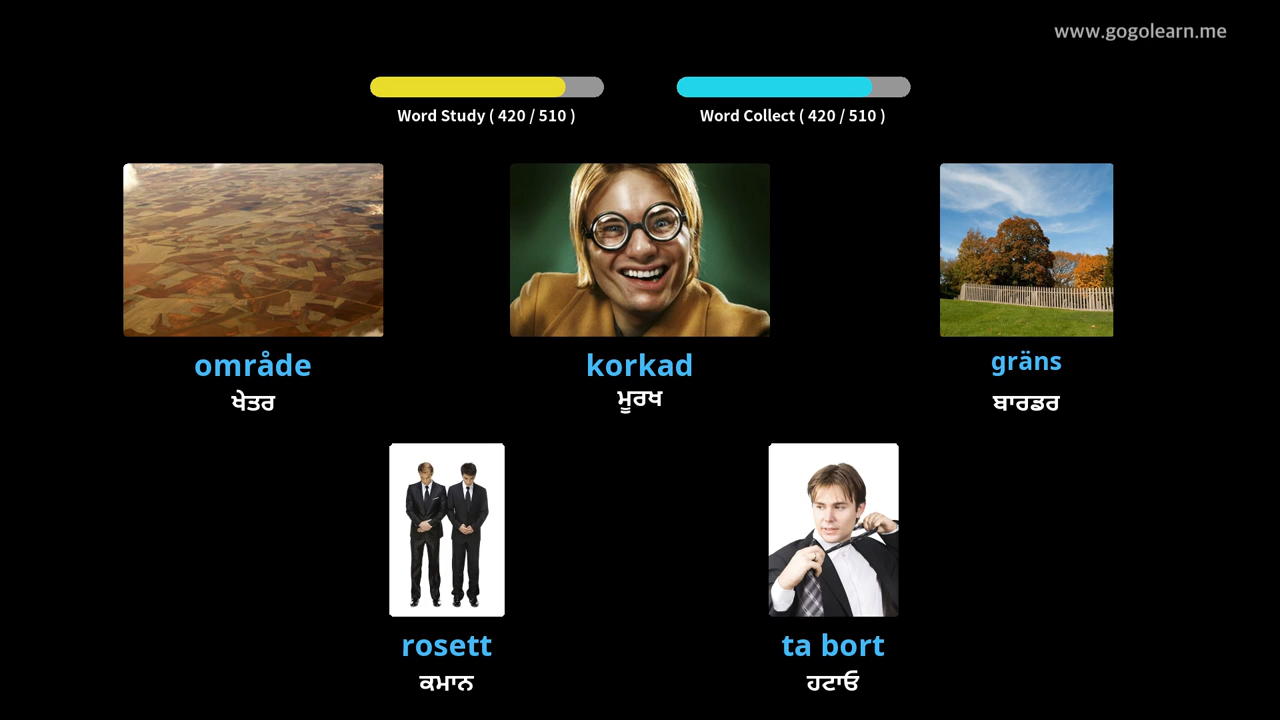 www.gogolearn.me
Word Study ( 420 / 510 )
Word Collect ( 420 / 510 )
område
korkad
gräns
ਖੇਤਰ
ਮੂਰਖ
ਬਾਰਡਰ
rosett
ta bort
ਕਮਾਨ
ਹਟਾਓ